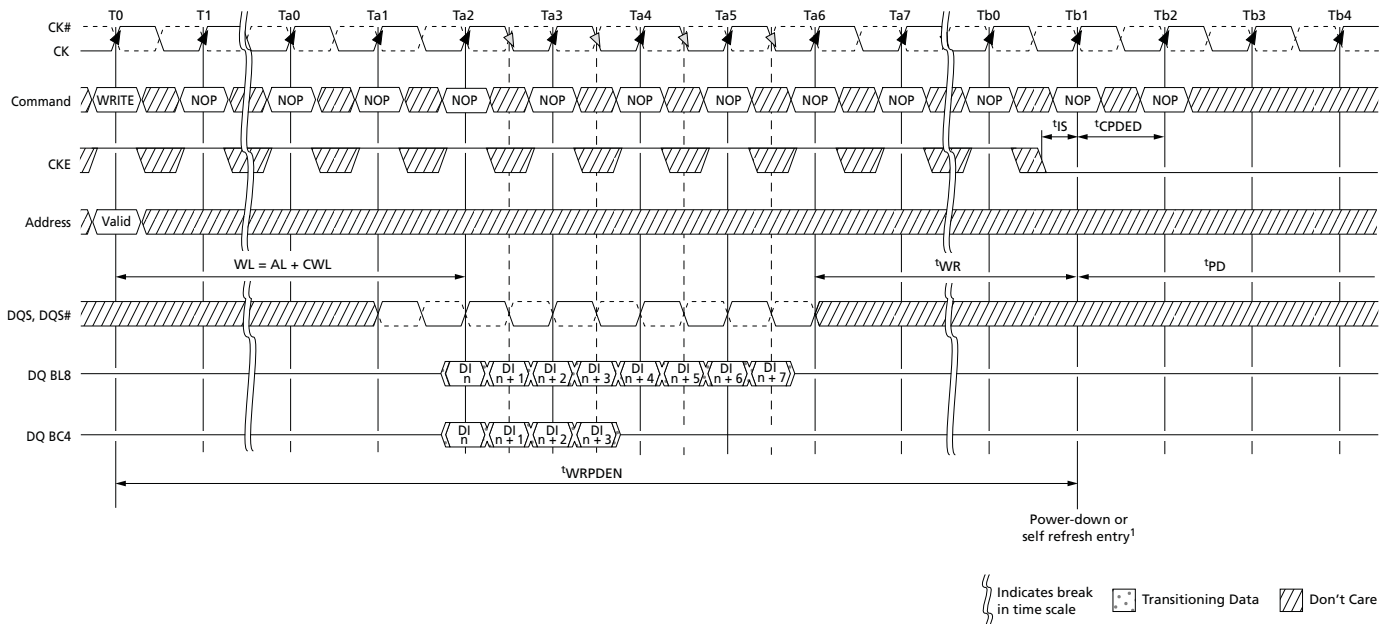 T0 T1 Ta0 Ta1 Ta2 Ta3 Ta4 Ta5 Ta6 Ta7 Tb0 Tb1 Tb2 Tb3 Tb4
CK#
CK
Command WRITE NOP NOP NOP NOP NOP NOP NOP NOP NOP NOP NOP NOP
tIS tCPDED
CKE
Address Valid
WL = AL + CWL tWR tPD
DQS, DQS#
DQ BL8 DI n DI n + 1 DI n + 2 DI n + 3 DI n + 4 DI n + 5 DI n + 6 DI n + 7
DQ BC4 DI n DI n + 1 DI n + 2 DI n + 3
tWRPDEN
Power-down or
self refresh entry1
Indicates break
in time scale
Transitioning Data
Don't Care